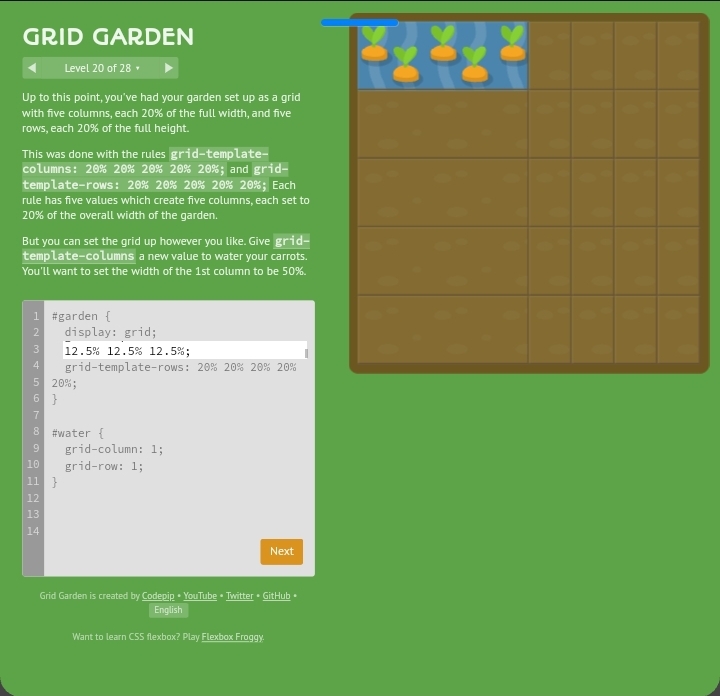 GRID GARDEN
Level 20 of 28 •
Up to this point, you've had your garden set up as a grid
with five columns, each 20% of the full width, and five
rows, each 20% of the full height.
This was done with the rules grid-template-
columns: 20% 20% 20% 20% 20%; and grid-
template-rows: 20% 20% 20% 20% 20%; Each
rule has five values which create five columns, each set to
20% of the overall width of the garden.
But you can set the grid up however you like. Give grid-
template-columns a new value to water your carrots.
You'll want to set the width of the 1st column to be 50%.
1 #garden {
2 display: grid;
3 12.5% 12.5% 12.5%;
4 grid-template-rows: 20% 20% 20% 20%
5 20%;
6 }
7
8 #water {
9 grid-column: 1;
10 grid-row: 1;
11 }
12
13
14
Next
Grid Garden is created by Codepip • YouTube • Twitter • GitHub •
English
Want to learn CSS flexbox? Play Flexbox Froggy.